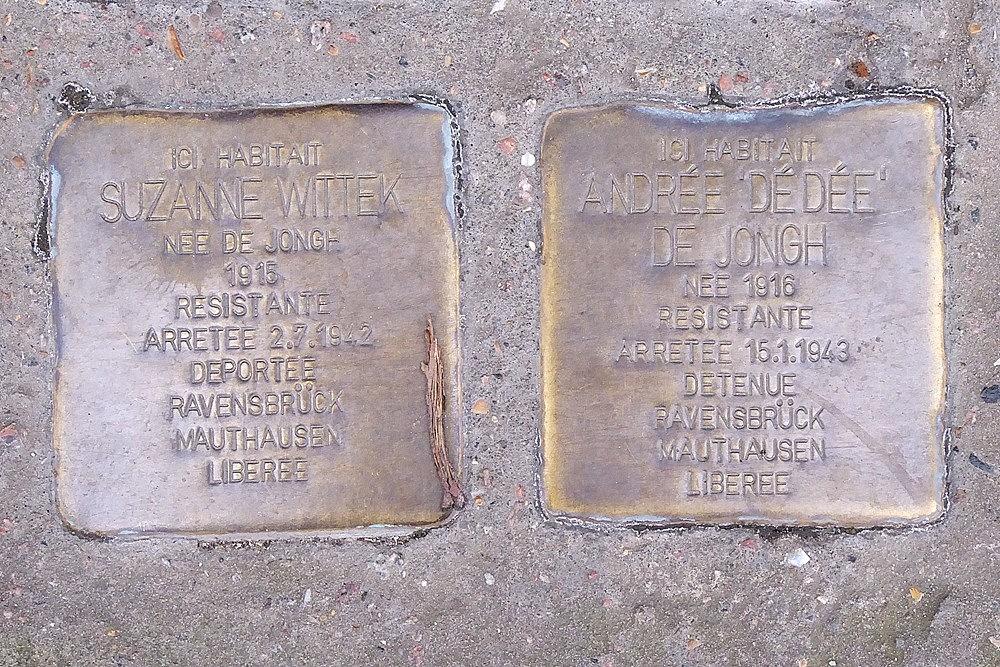 ICI HABITAIT
SUZANNE WITTEK
NEE DE JONGH
1915
RESISTANTE
ARRETEE 2.7.1942
DEPORTEE
RAVENSBRÜCK
MAUTHAUSEN
LIBEREE
ICI HABITAIT
ANDRÉE "DÉDÉE"
DE JONGH
NEE 1916
RESISTANTE
ARRETEE 15.1.1943
DETENUE
RAVENSBRÜCK
MAUTHAUSEN
LIBEREE